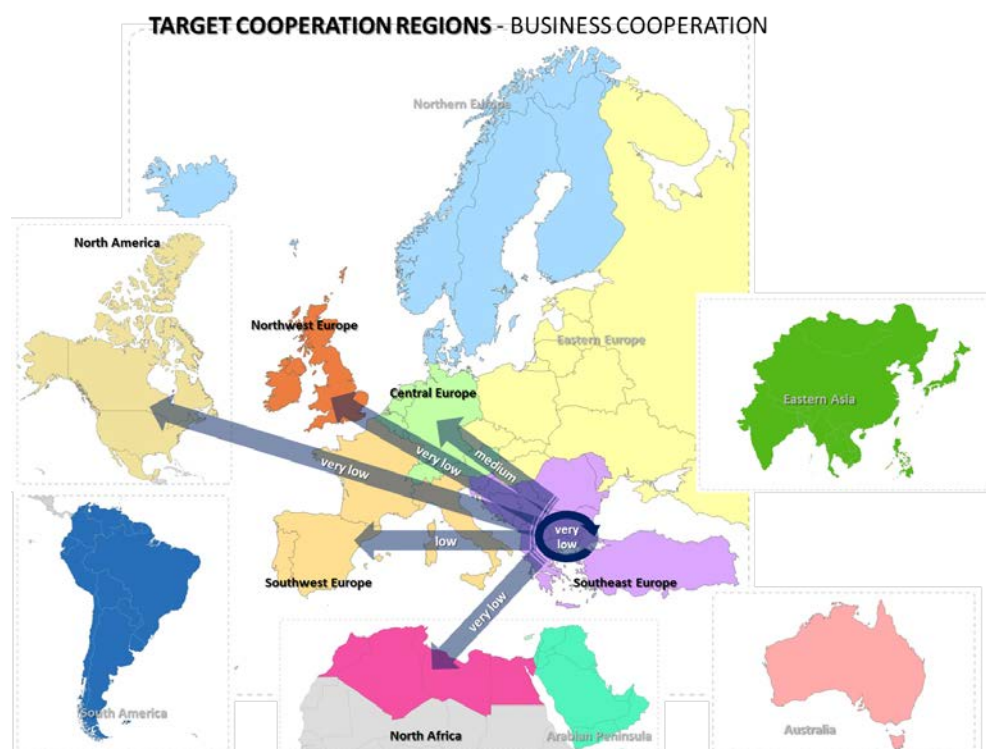 TARGET COOPERATION REGIONS - BUSINESS COOPERATION
Northern Europe
North America
Northwest Europe
Eastern Europe
Central Europe
Eastern Asia
very low
very low
medium
very
low
low
Southwest Europe
Southeast Europe
very low
South America
North Africa
Arabian Peninsula
Australia